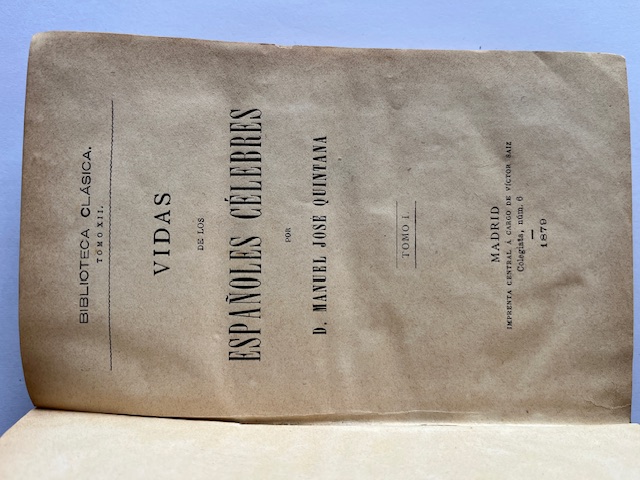 BIBLIOTECA CLÁSICA.
TOMO XII.
VIDAS
DE LOS
ESPAÑOLES CÉLEBRES
POR
D. MANUEL JOSÉ QUINTANA
TOMO I.
MADRID
IMPRENTA CENTRAL Á CARGO DE VÍCTOR SAIZ
Colegiata, núm. 6
1879